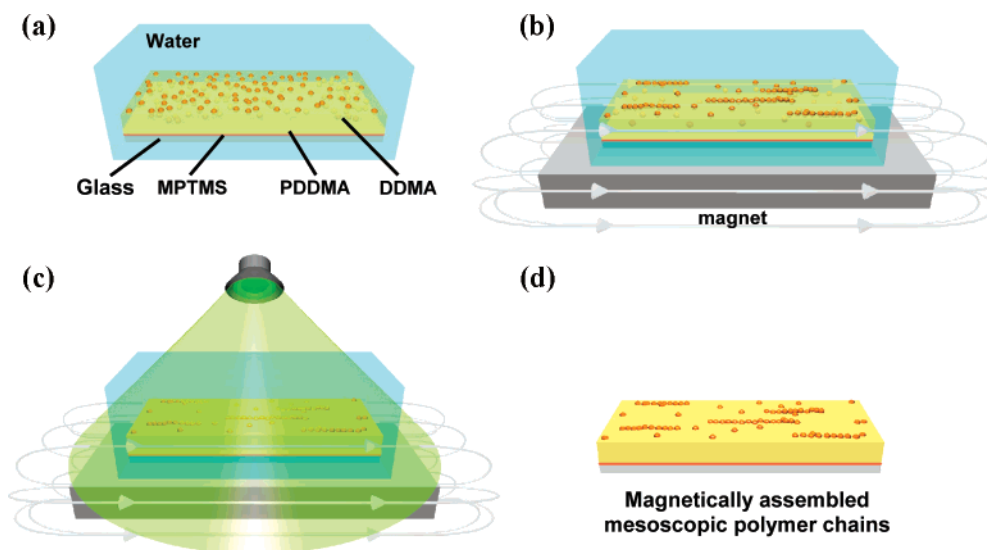 (a)
Water
Glass MPTMS PDDMA DDMA
(b)
magnet
(c)
(d)
Magnetically assembled
mesoscopic polymer chains